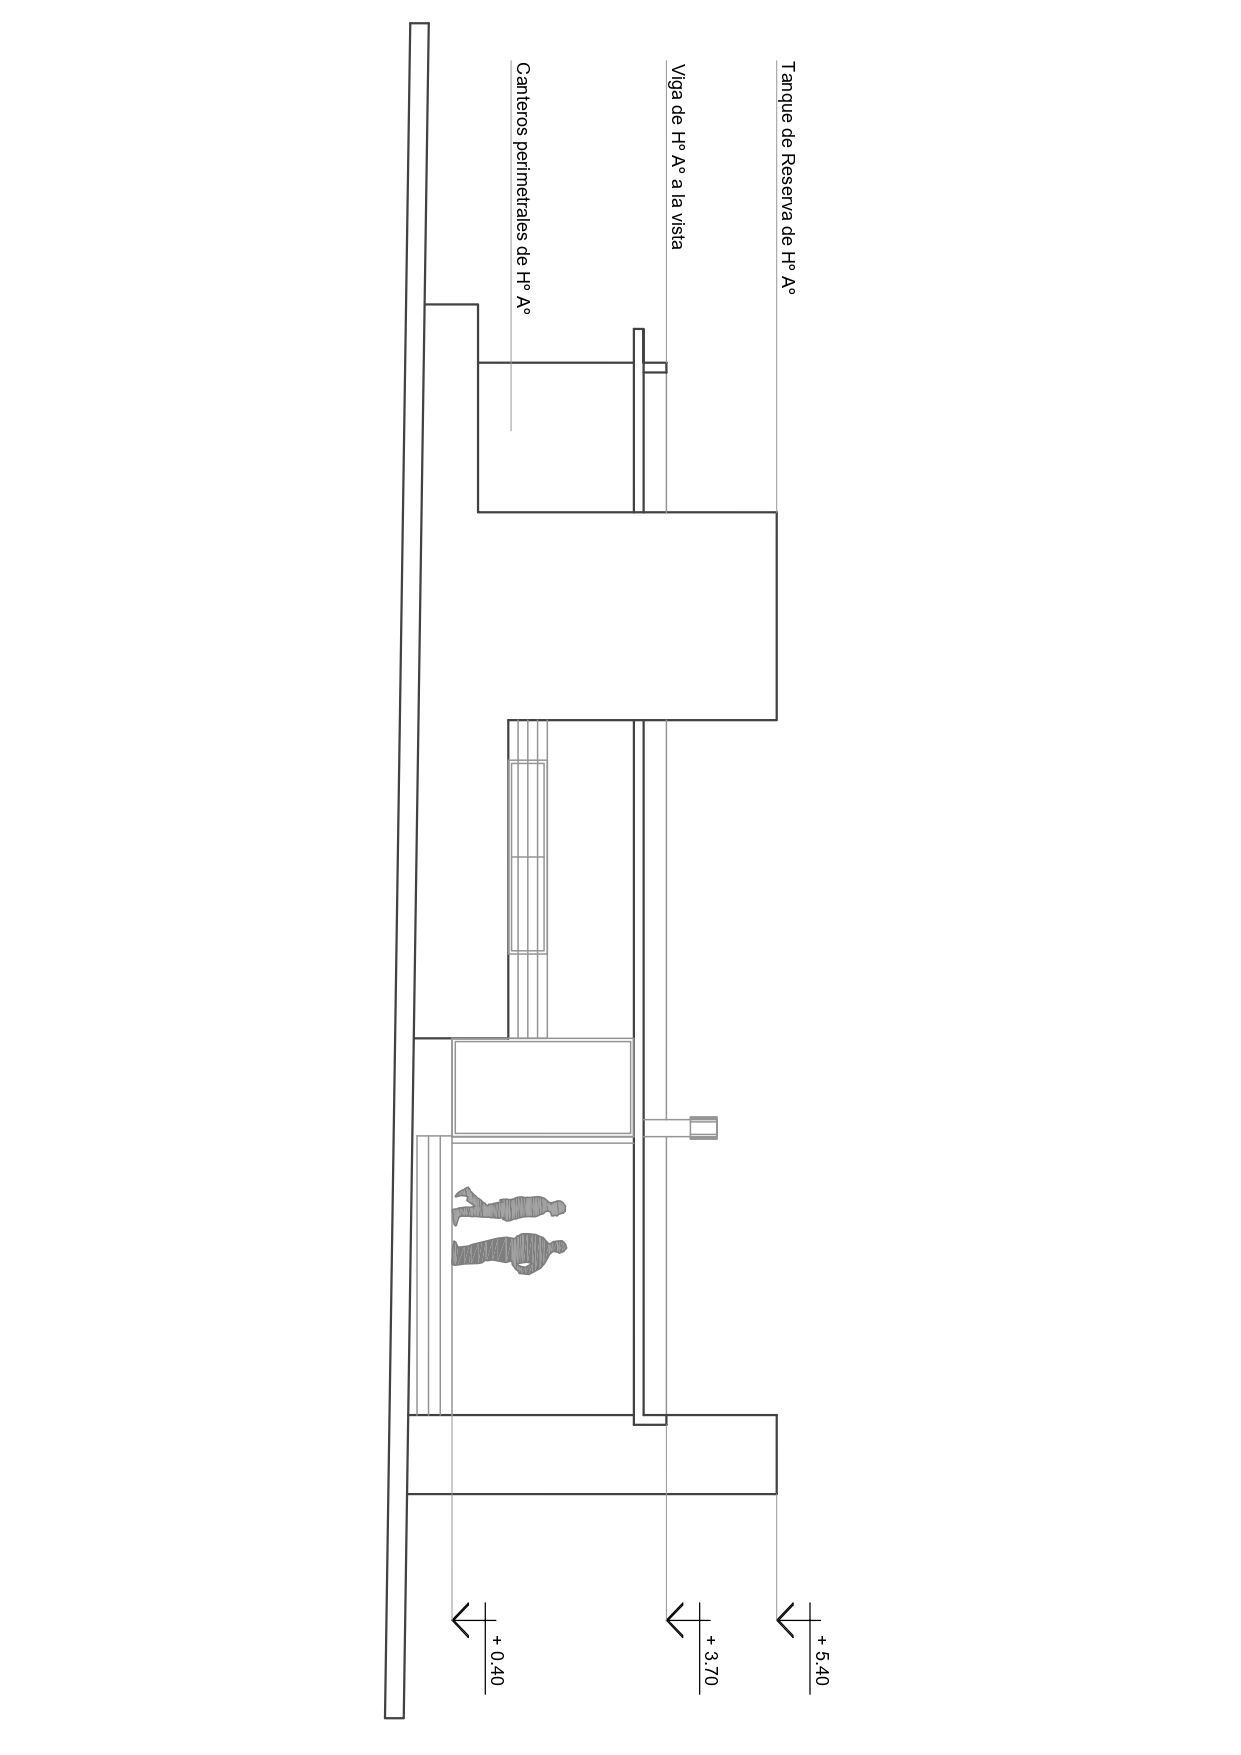 + 5.40
Tanque de Reserva de Hº Aº
+ 3.70
Viga de Hº Aº a la vista
Canteros perimetrales de Hº Aº
+ 0.40